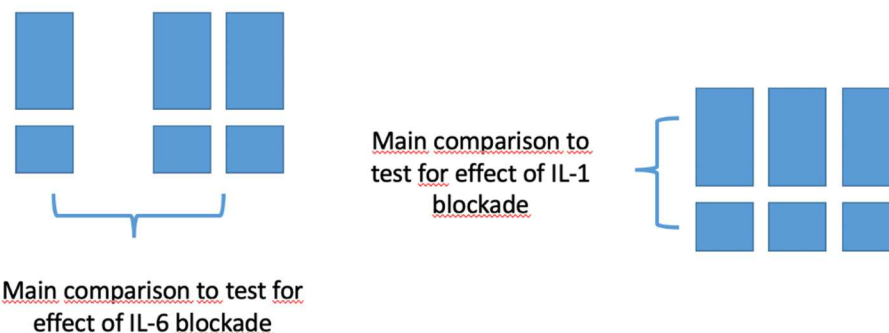 Main comparison to
test for effect of IL-1
blockade
Main comparison to test for
effect of IL-6 blockade